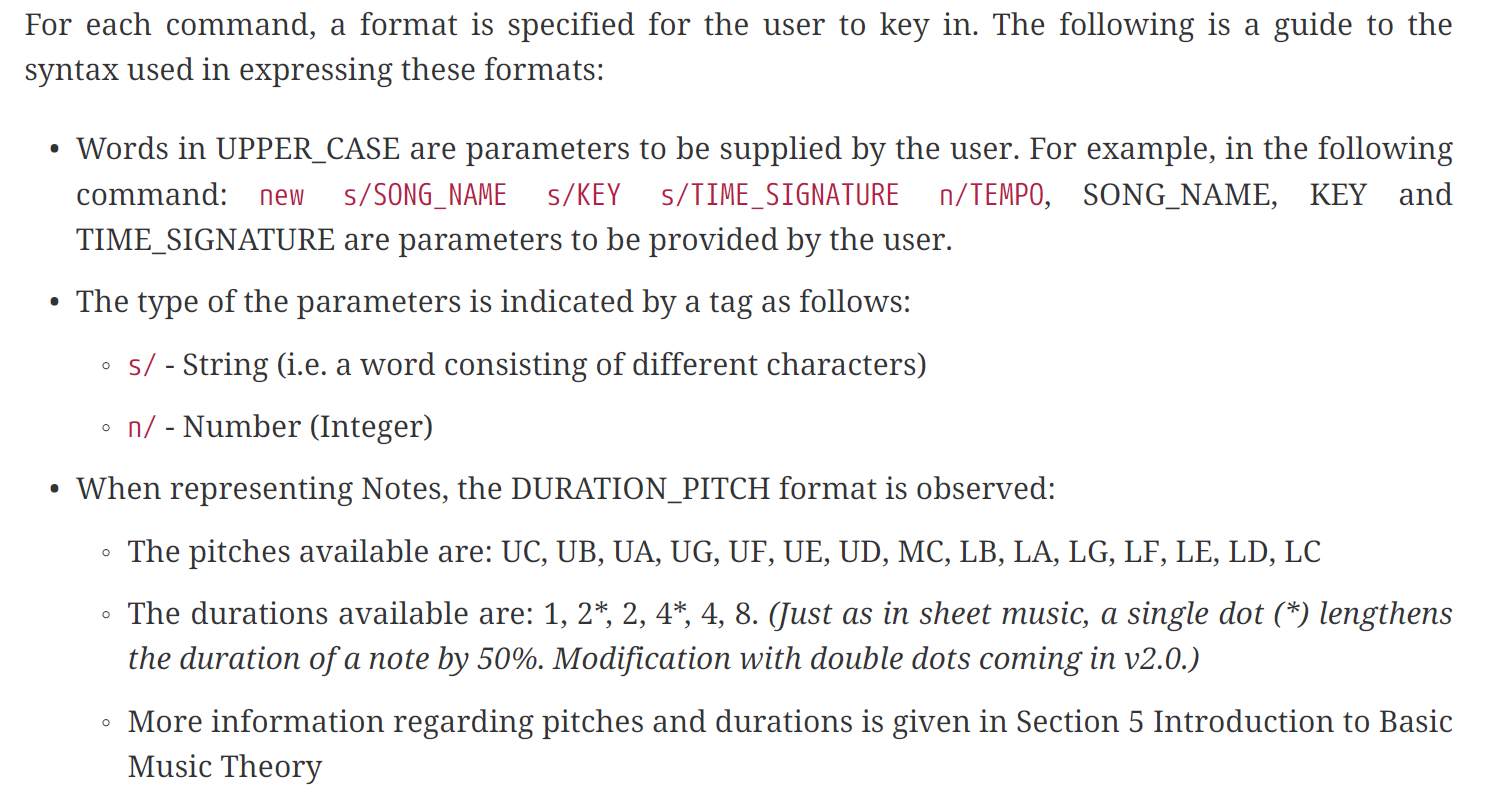 For each command, a format is specified for the user to key in. The following is a guide to the
syntax used in expressing these formats:
• Words in UPPER_CASE are parameters to be supplied by the user. For example, in the following
command: new s/SONG_NAME s/KEY s/TIME_SIGNATURE n/TEMPO, SONG_NAME, KEY and
TIME_SIGNATURE are parameters to be provided by the user.
• The type of the parameters is indicated by a tag as follows:
◦ s/ - String (i.e. a word consisting of different characters)
◦ n/ - Number (Integer)
• When representing Notes, the DURATION_PITCH format is observed:
◦ The pitches available are: UC, UB, UA, UG, UF, UE, UD, MC, LB, LA, LG, LF, LE, LD, LC
◦ The durations available are: 1, 2*, 2, 4*, 4, 8. (Just as in sheet music, a single dot (*) lengthens
the duration of a note by 50%. Modification with double dots coming in v2.0.)
◦ More information regarding pitches and durations is given in Section 5 Introduction to Basic
Music Theory